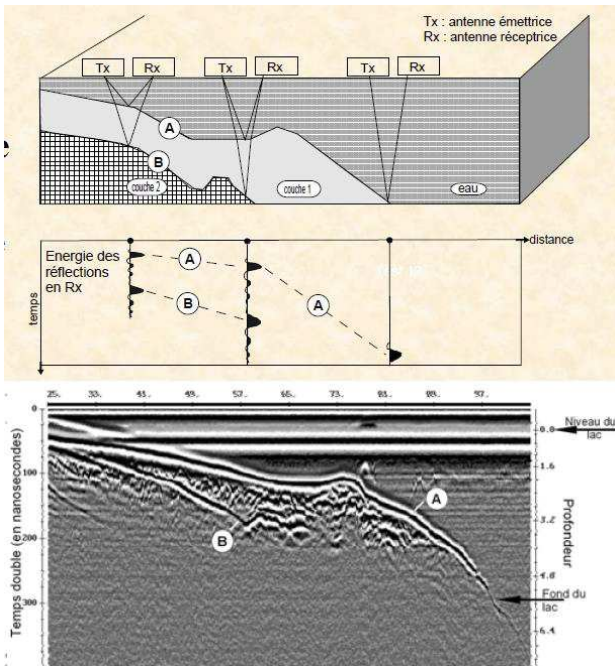 Tx : antenne émettrice
Rx : antenne réceptrice
Tx Rx Tx Rx Tx Rx
A
B
couche 2
couche 1
eau
e
distance
Energie des
réflections
en Rx
A
B
A
temps
25. 33. 41. 49. 57. 65. 73. 81. 89. 97.
0
100
200
300
Temps double (en nanosecondes)
0.0
1.6
3.2
4.8
6.4
Profondeur
Niveau du
lac
A
B
Fond du
lac